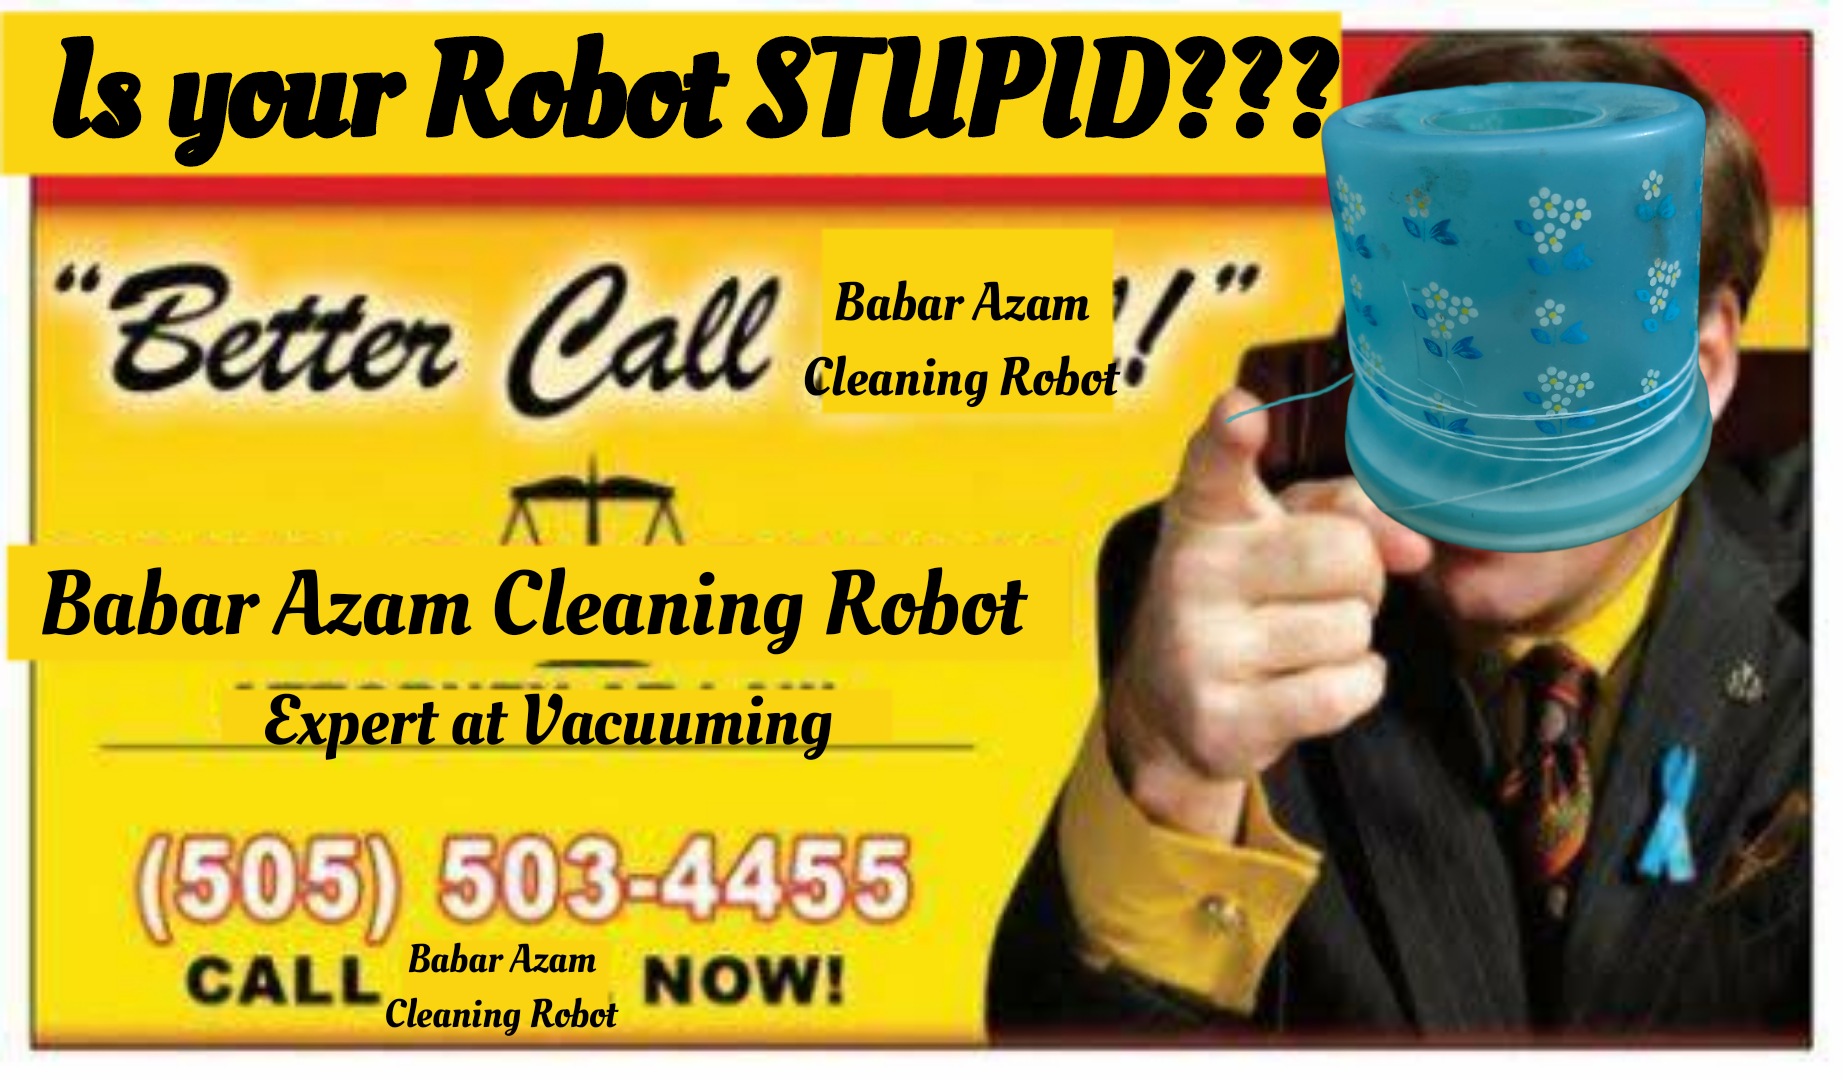 Is your Robot STUPID???
"Better Call Babar Azam !"
Cleaning Robot
Babar Azam Cleaning Robot
Expert at Vacuuming
(505) 503-4455
CALL Babar Azam NOW!
Cleaning Robot